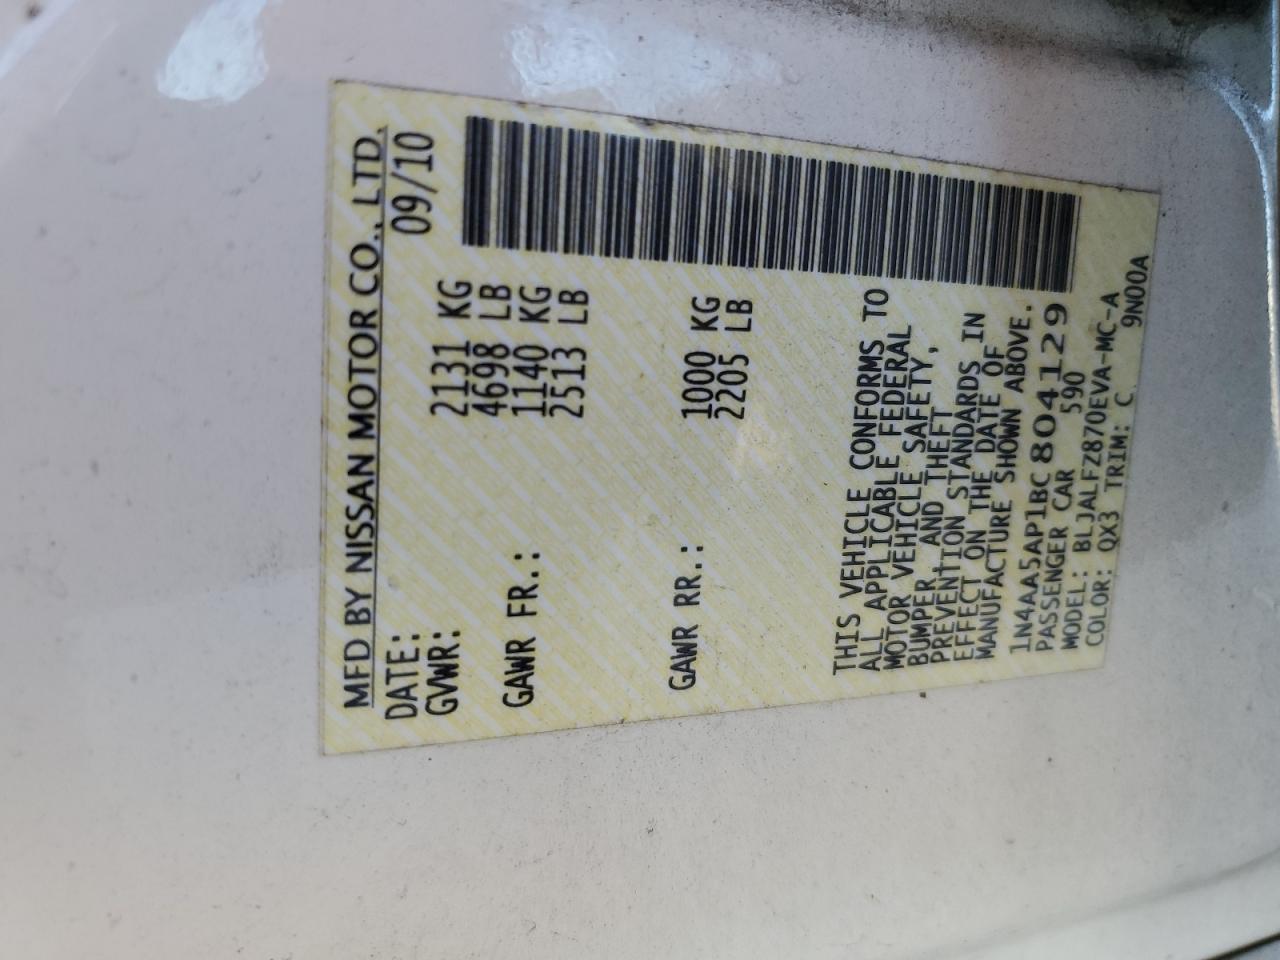 MFD BY NISSAN MOTOR CO., LTD.
DATE: 09/10
GVWR: 2131 KG
4698 LB
GAWR FR.: 1140 KG
2513 LB
GAWR RR.: 1000 KG
2205 LB
THIS VEHICLE CONFORMS TO
ALL APPLICABLE FEDERAL
MOTOR VEHICLE SAFETY,
BUMPER, AND THEFT
PREVENTION STANDARDS IN
EFFECT ON THE DATE OF
MANUFACTURE SHOWN ABOVE.
1N4AA5AP1BC804129
PASSENGER CAR 590
MODEL: BLJALFZ870EVA-MC-A
COLOR: QX3 TRIM: C 9N00A